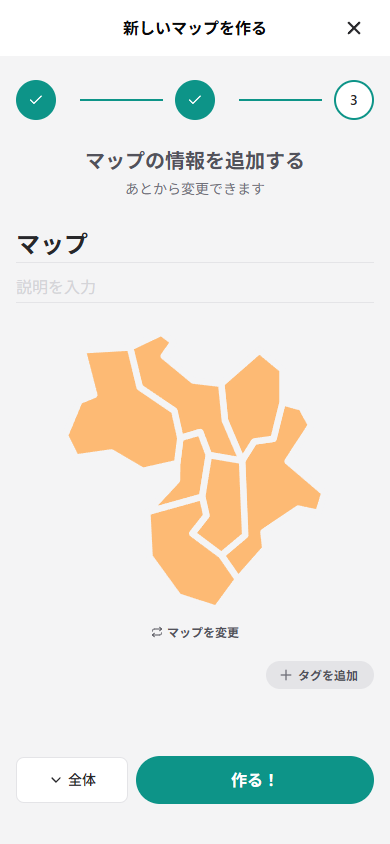 新しいマップを作る
3
マップの情報を追加する
あとから変更できます
マップ
説明を入力
マップを変更
タグを追加
全体
作る！